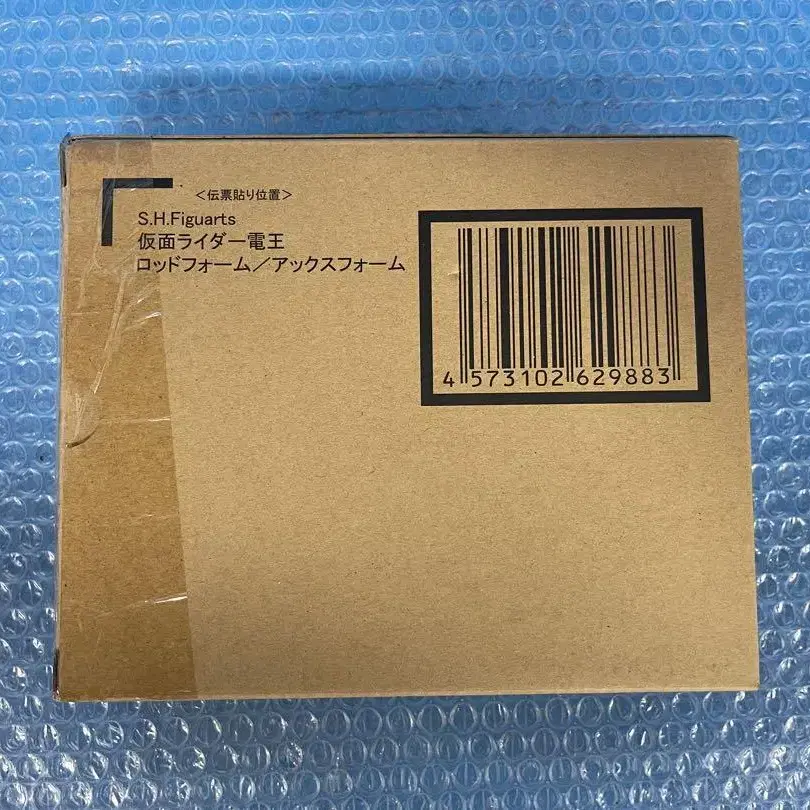 <伝票貼り位置>
S.H.Figuarts
仮面ライダー電王
ロッドフォーム/アックスフォーム
4 573102 629883